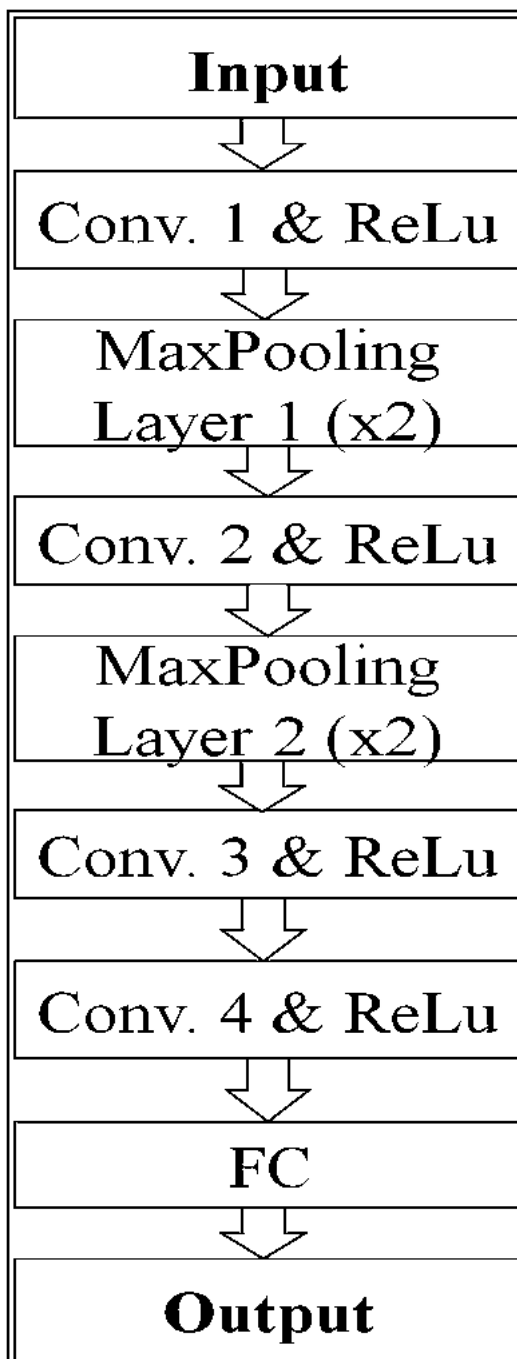 Input
Conv. 1 & ReLu
MaxPooling
Layer 1 (x2)
Conv. 2 & ReLu
MaxPooling
Layer 2 (x2)
Conv. 3 & ReLu
Conv. 4 & ReLu
FC
Output